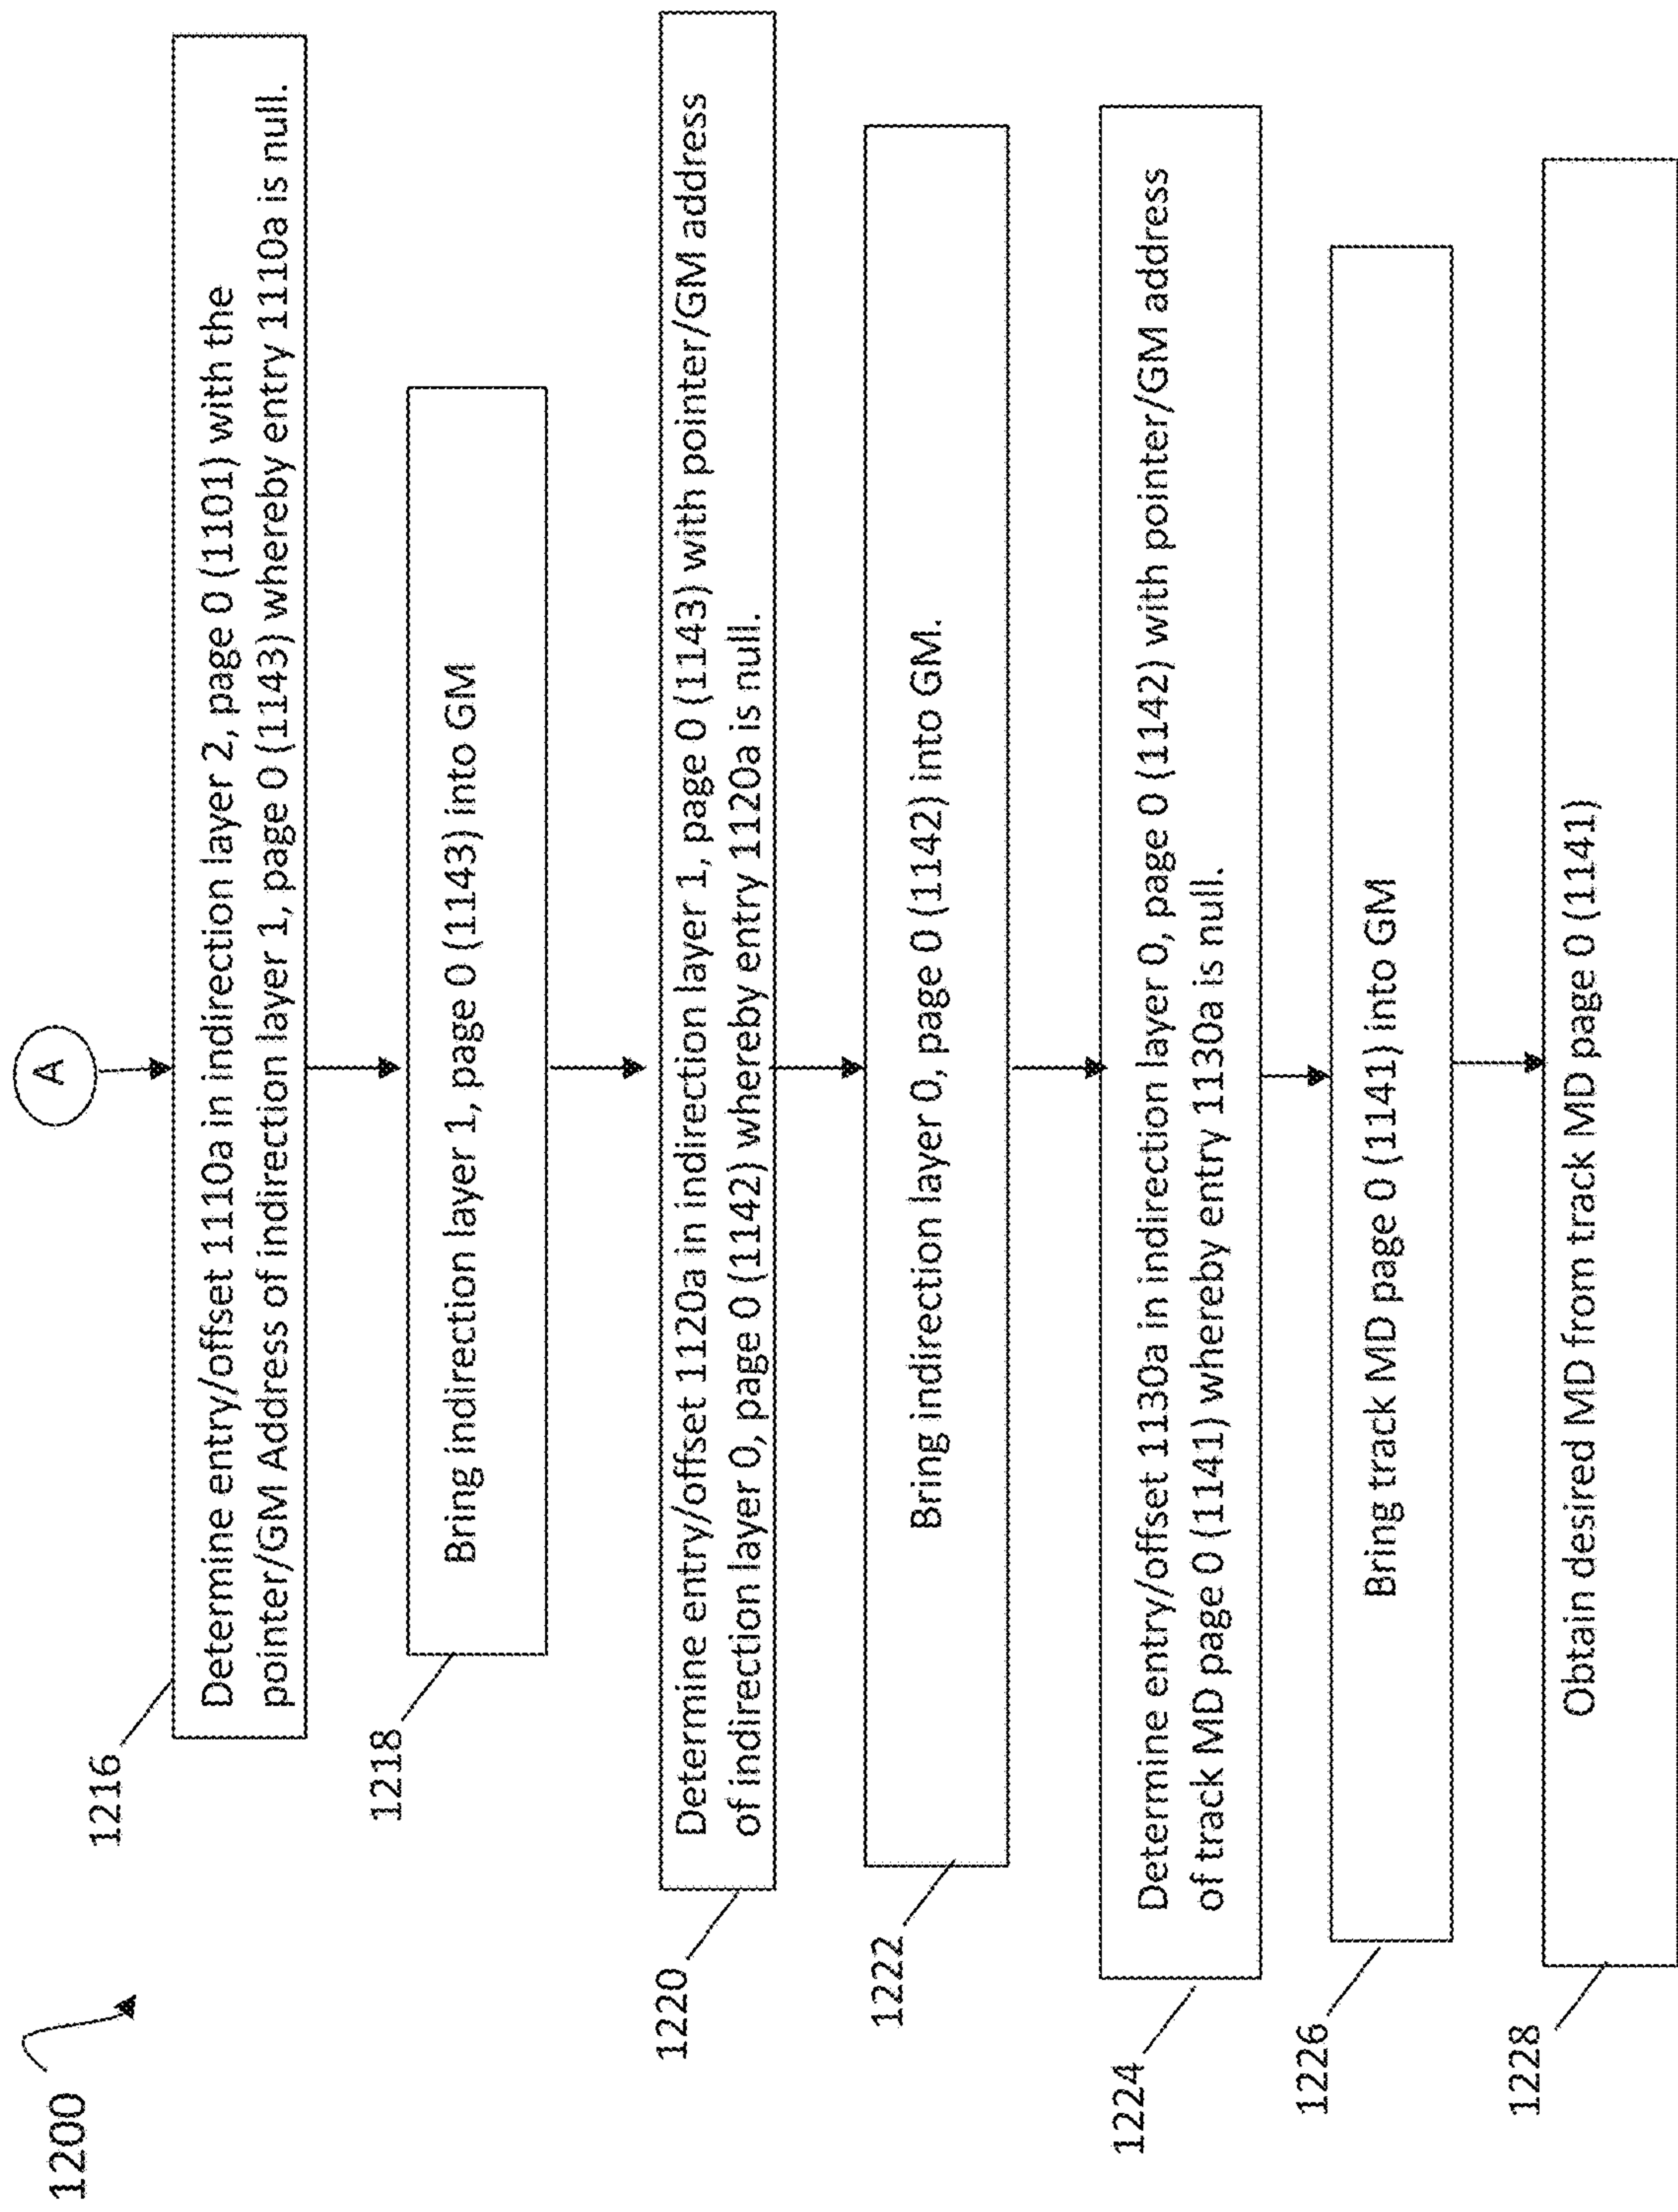 1200
A
1216
Determine entry/offset 1110a in indirection layer 2, page 0 (1101) with the
pointer/GM Address of indirection layer 1, page 0 (1143) whereby entry 1110a is null.
1218
Bring indirection layer 1, page 0 (1143) into GM
1220
Determine entry/offset 1120a in indirection layer 1, page 0 (1143) with pointer/GM address
of indirection layer 0, page 0 (1142) whereby entry 1120a is null.
1222
Bring indirection layer 0, page 0 (1142) into GM.
1224
Determine entry/offset 1130a in indirection layer 0, page 0 (1142) with pointer/GM address
of track MD page 0 (1141) whereby entry 1130a is null.
1226
Bring track MD page 0 (1141) into GM
1228
Obtain desired MD from track MD page 0 (1141)